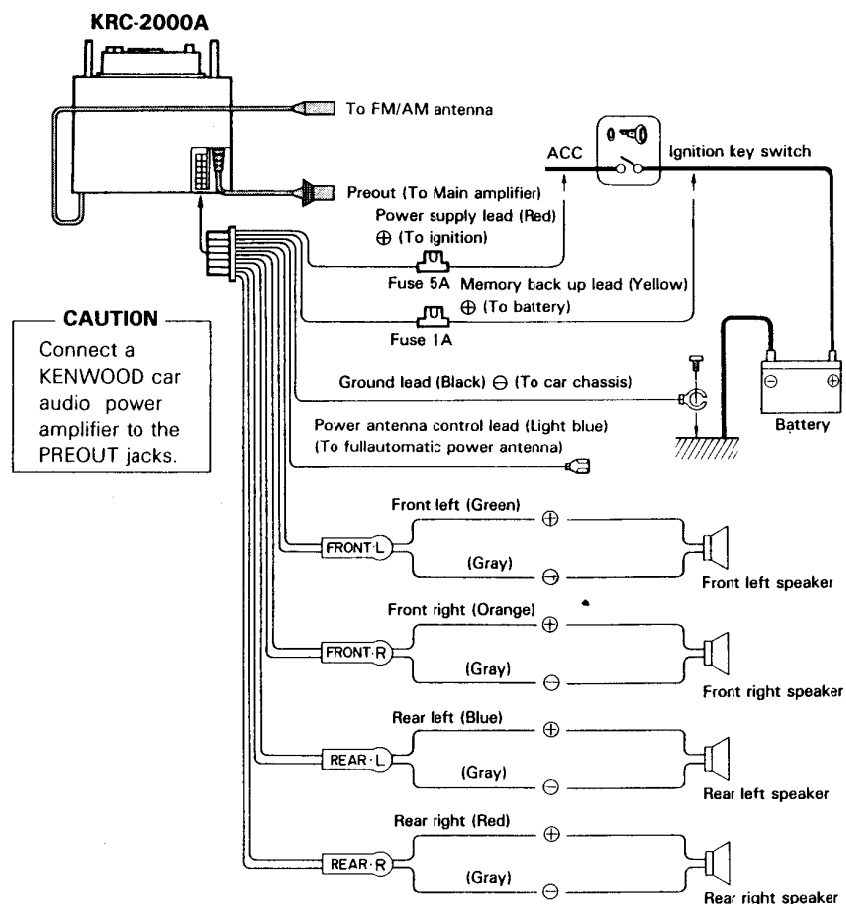 KRC-2000A
To FM/AM antenna
ACC
Ignition key switch
Preout (To Main amplifier)
Power supply lead (Red)
⊕ (To ignition)
Fuse 5A
Memory back up lead (Yellow)
⊕ (To battery)
Fuse 1A
CAUTION
Connect a
KENWOOD car
audio power
amplifier to the
PREOUT jacks.
Ground lead (Black) ⊖ (To car chassis)
⊖ ⊕
Battery
Power antenna control lead (Light blue)
(To fullautomatic power antenna)
Front left (Green)
⊕
FRONT·L
(Gray)
⊖
Front left speaker
Front right (Orange)
⊕
FRONT·R
(Gray)
⊖
Front right speaker
Rear left (Blue)
⊕
REAR·L
(Gray)
⊖
Rear left speaker
Rear right (Red)
⊕
REAR·R
(Gray)
⊖
Rear right speaker